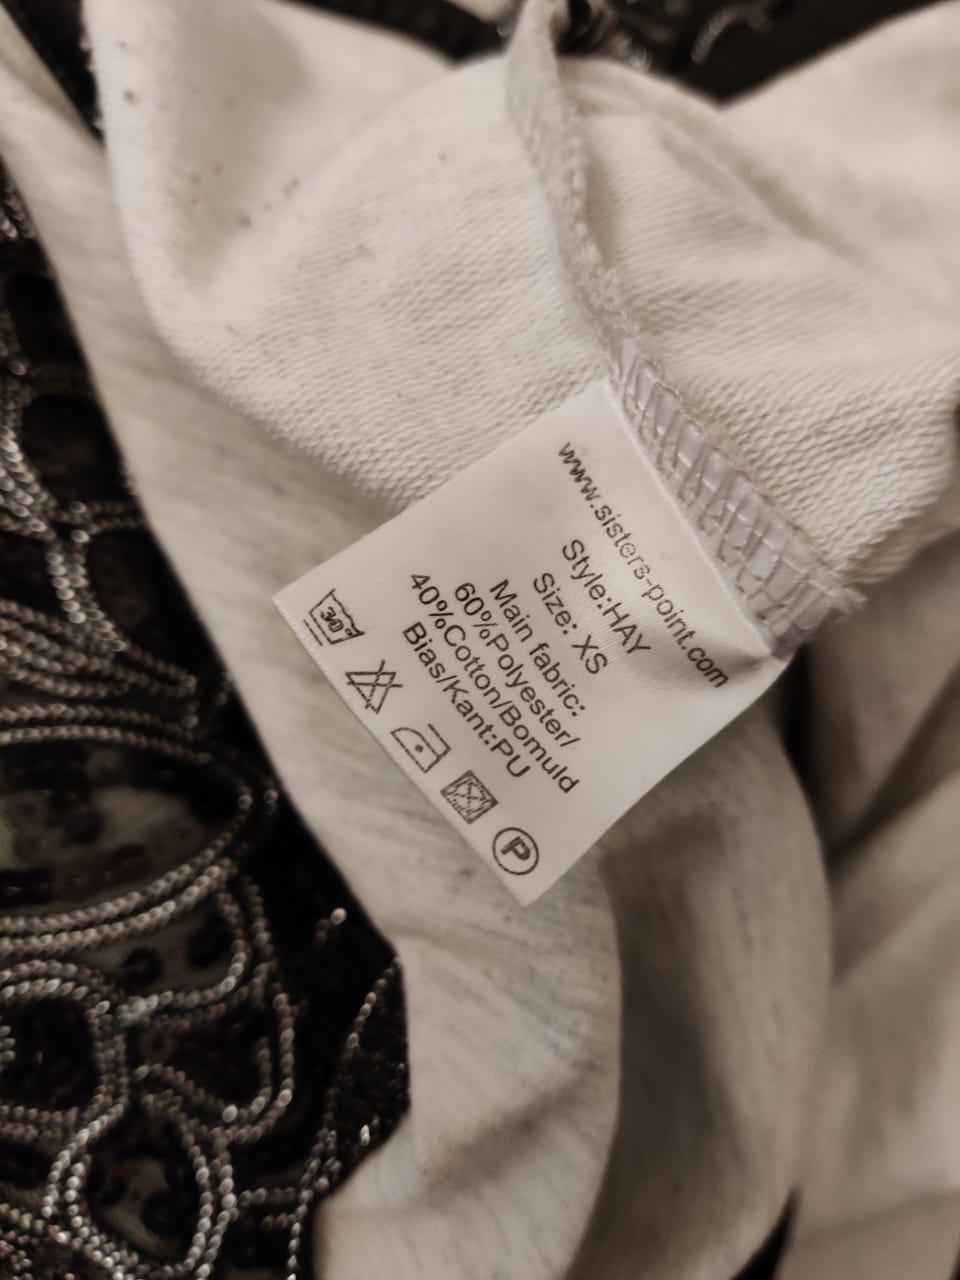 www.sisters-point.com
Style:HAY
Size: XS
Main fabric:
60%Polyester/
40%Cotton/Bomuld
Bias/Kant:PU
30°
P